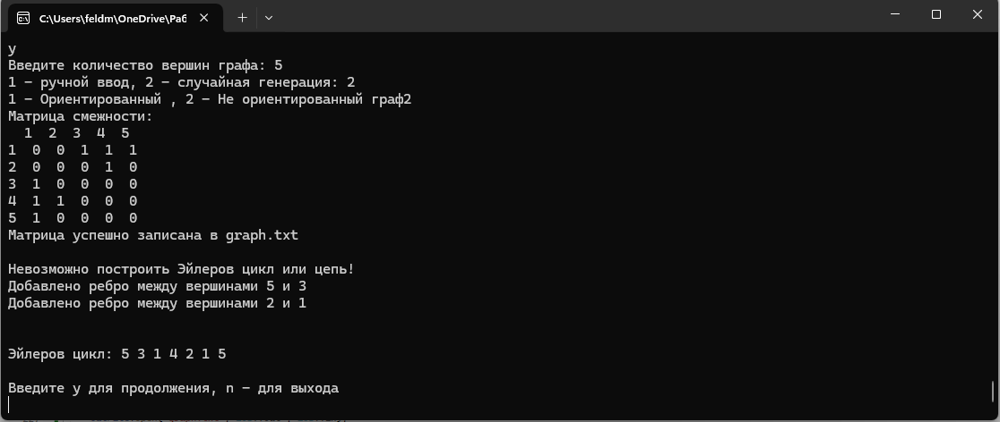 C:\Users\feldm\OneDrive\Раб
y
Введите количество вершин графа: 5
1 - ручной ввод, 2 - случайная генерация: 2
1 - Ориентированный , 2 - Не ориентированный граф2
Матрица смежности:
1 2 3 4 5
1 0 0 1 1 1
2 0 0 0 1 0
3 1 0 0 0 0
4 1 1 0 0 0
5 1 0 0 0 0
Матрица успешно записана в graph.txt
Невозможно построить Эйлеров цикл или цепь!
Добавлено ребро между вершинами 5 и 3
Добавлено ребро между вершинами 2 и 1
Эйлеров цикл: 5 3 1 4 2 1 5
Введите y для продолжения, n - для выхода